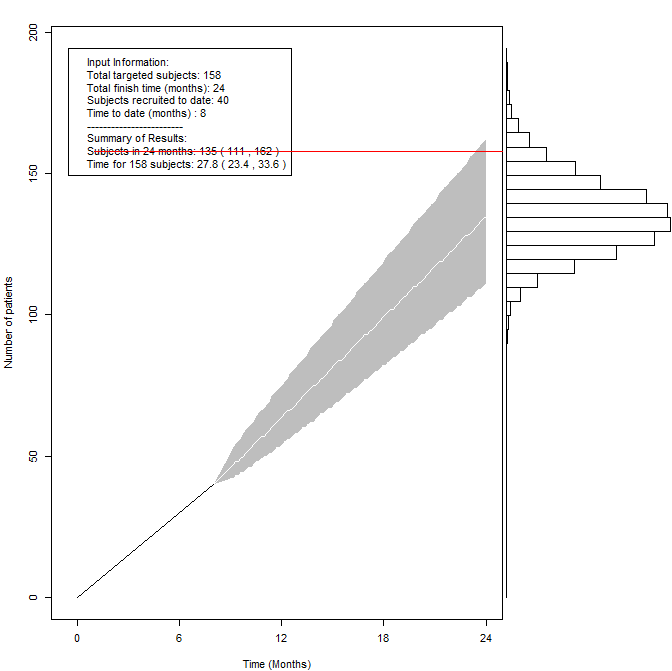 Input Information:
Total targeted subjects: 158
Total finish time (months): 24
Subjects recruited to date: 40
Time to date (months) : 8
------------------------
Summary of Results:
Subjects in 24 months: 135 ( 111 , 162 )
Time for 158 subjects: 27.8 ( 23.4 , 33.6 )
200
150
100
50
0
Number of patients
0 6 12 18 24
Time (Months)